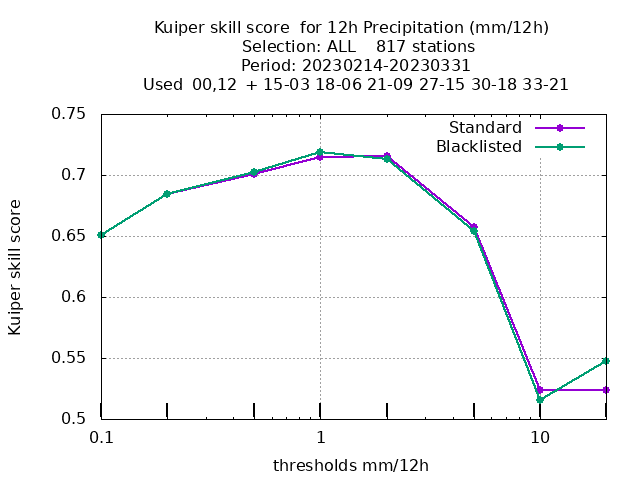 Kuiper skill score  for 12h Precipitation (mm/12h)
Selection: ALL    817 stations
Period: 20230214-20230331
Used  00,12  + 15-03 18-06 21-09 27-15 30-18 33-21
Standard
Blacklisted
Kuiper skill score
0.75
0.7
0.65
0.6
0.55
0.5
0.1
1
10
thresholds mm/12h